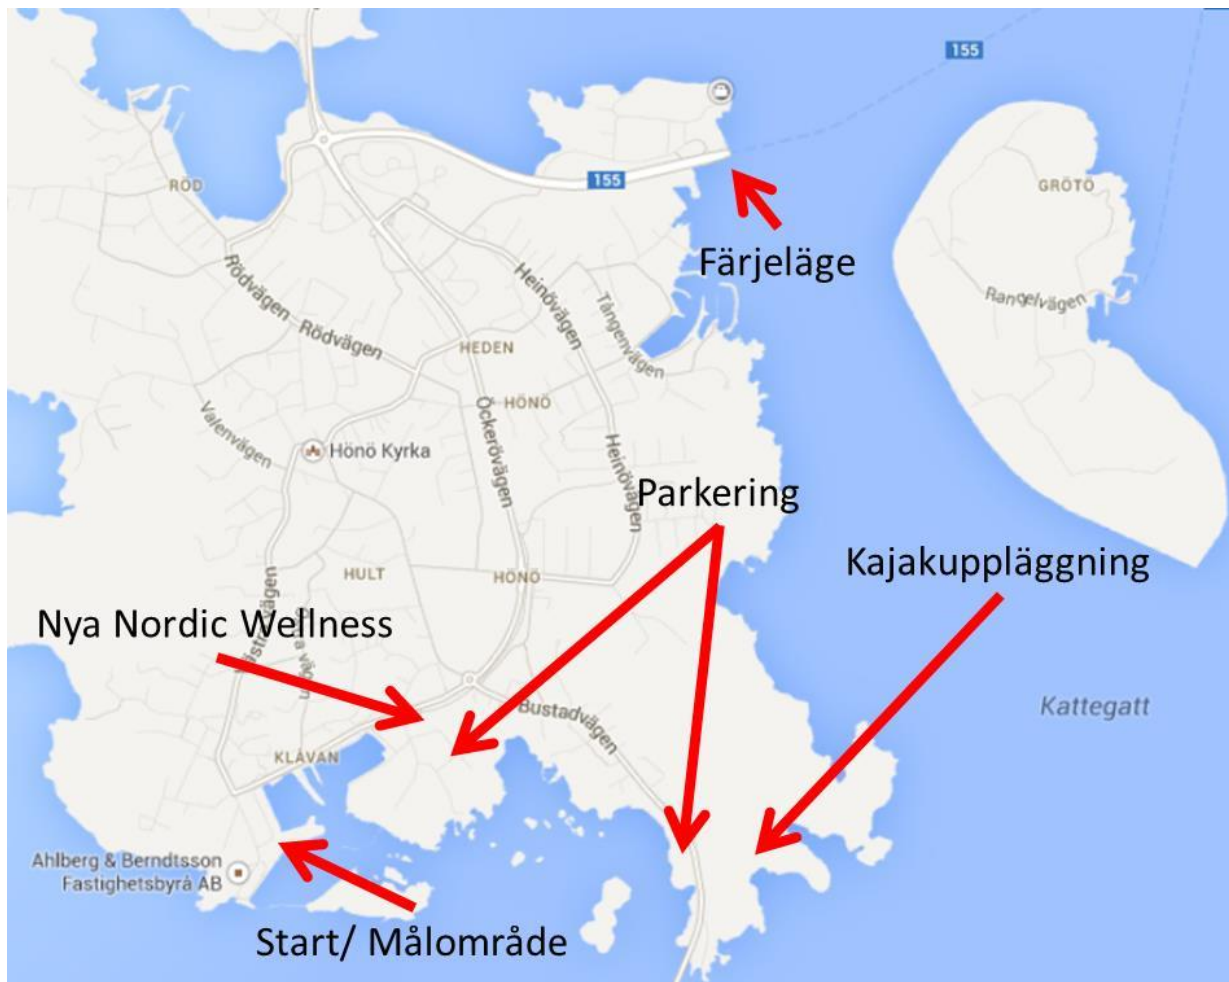 155
155
RÖD
GRÖTÖ
Färjeläge
Rödvägen
Rödvägen
Heinövägen
Tångenvägen
Rangelvägen
HEDEN
HÖNÖ
Valenvägen
Öckerövägen
Hönö Kyrka
Heinövägen
Parkering
Kajakuppläggning
HULT
HÖNÖ
Nya Nordic Wellness
Bustadvägen
Kattegatt
KLÅVAN
Ahlberg & Berndtsson
Fastighetsbyrå AB
Start/ Målområde